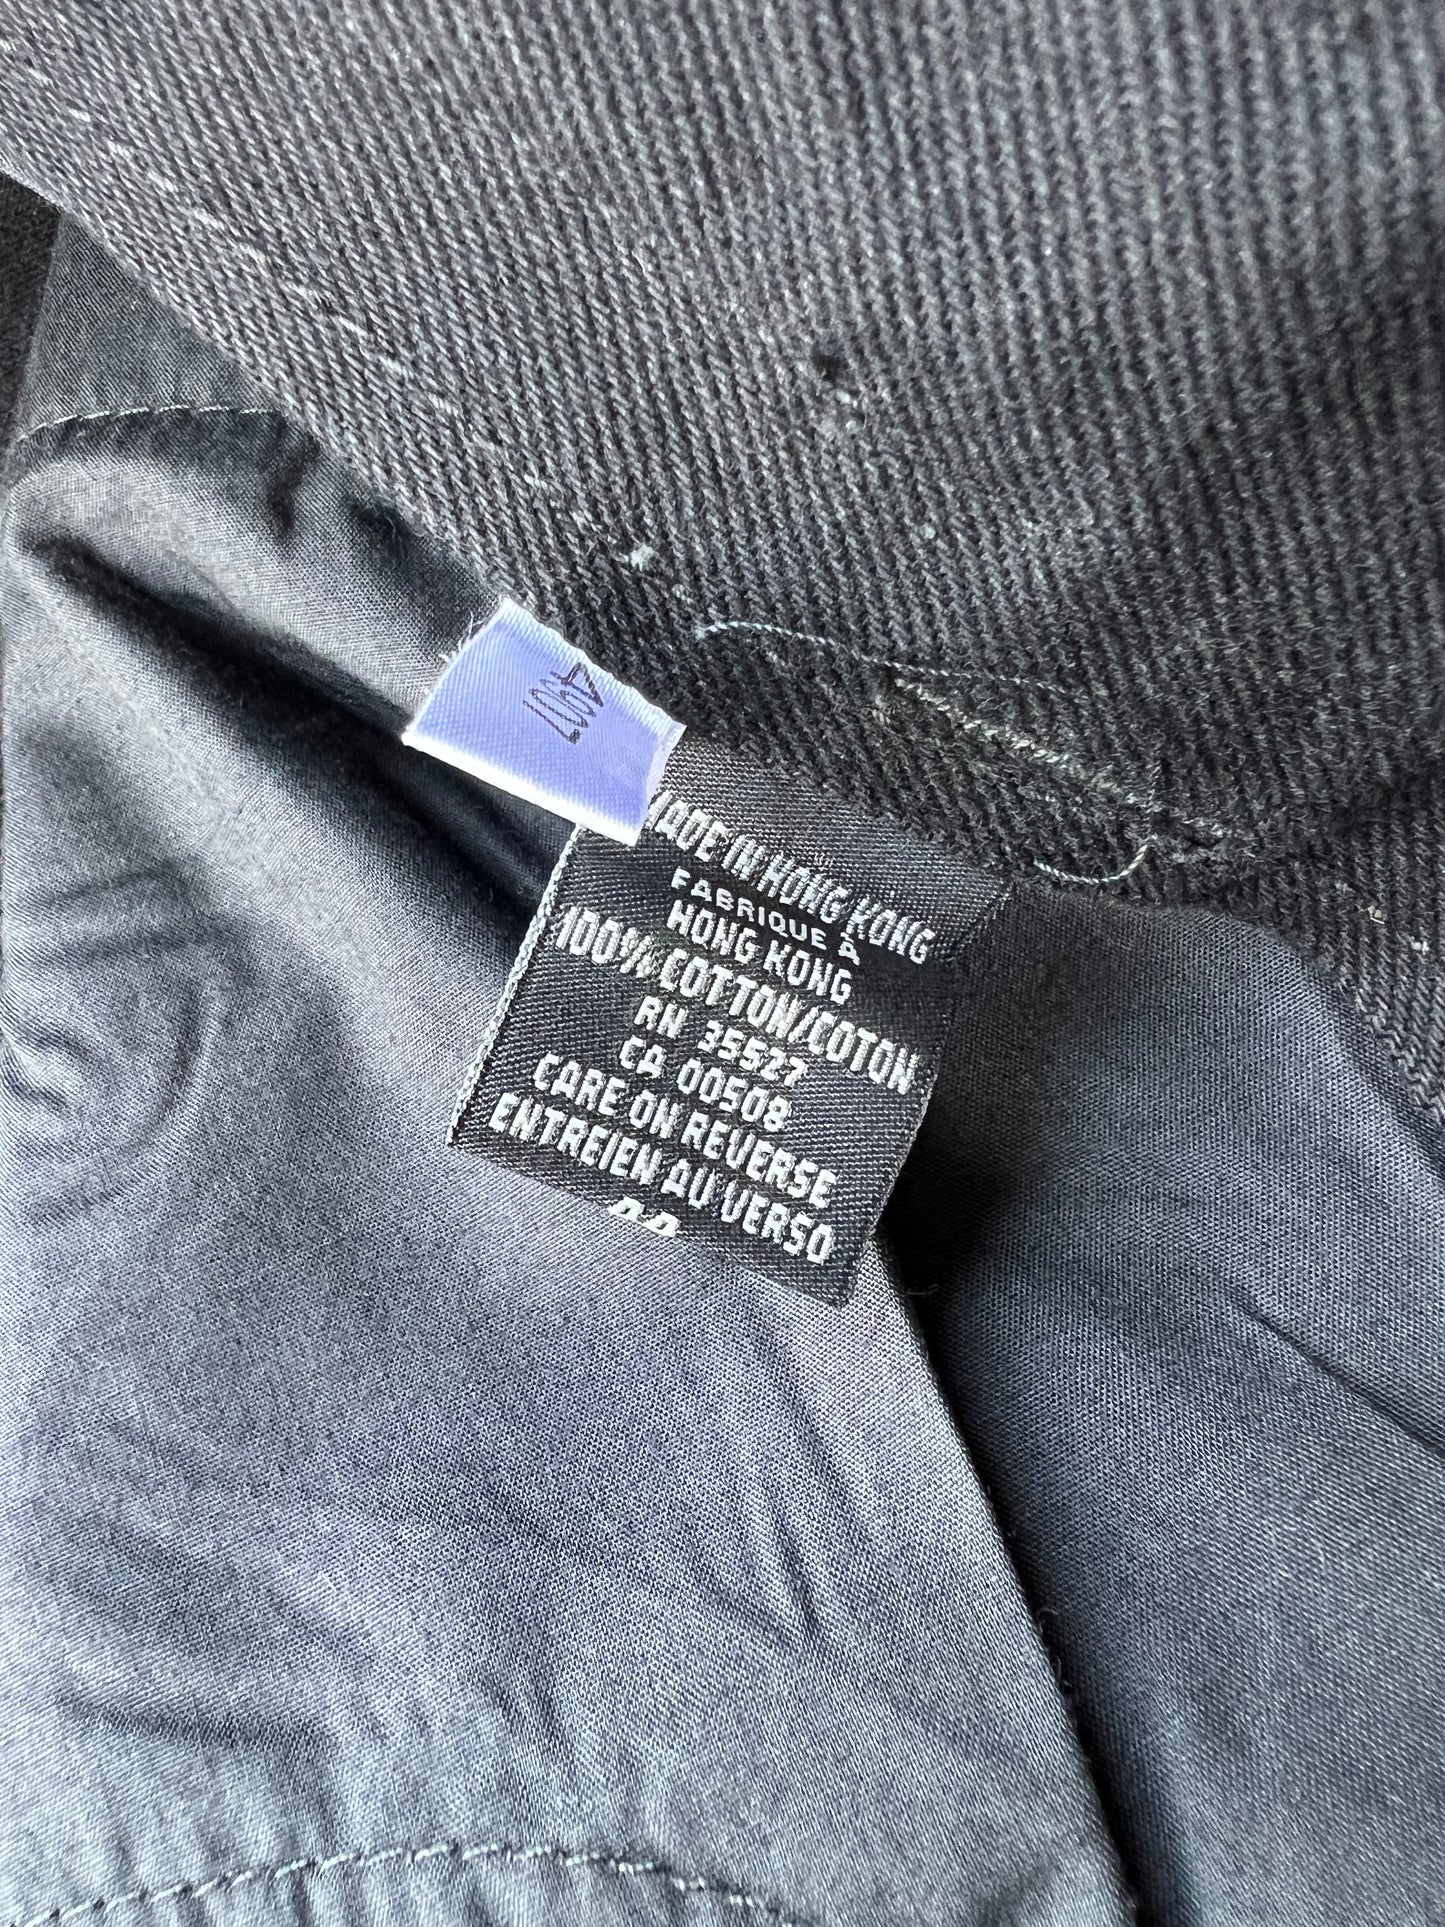 4007
MADE IN HONG KONG
FABRIQUE À
HONG KONG
100% COTTON/COTON
RN 35527
CA 00508
CARE ON REVERSE
ENTREIEN AU VERSO